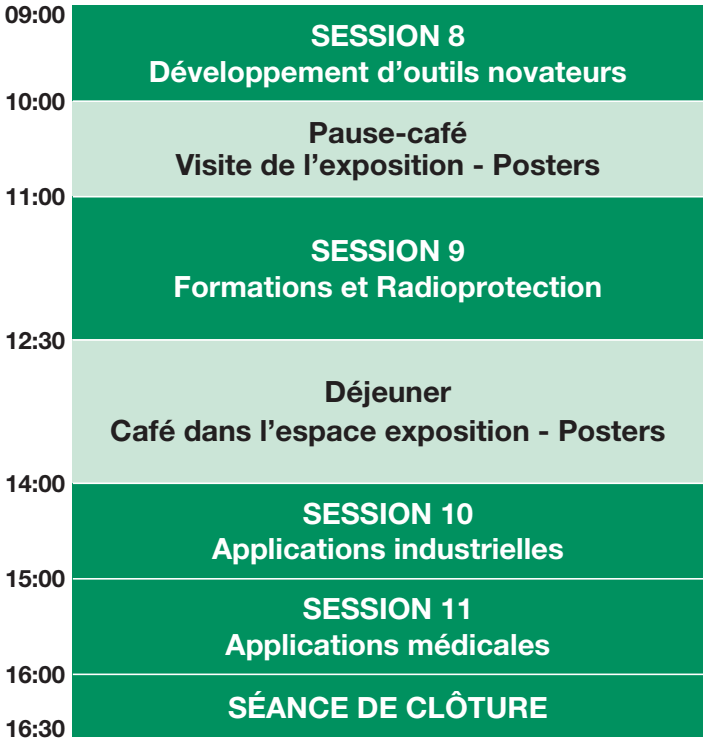 09:00
SESSION 8
Développement d’outils novateurs
10:00
Pause-café
Visite de l’exposition - Posters
11:00
SESSION 9
Formations et Radioprotection
12:30
Déjeuner
Café dans l’espace exposition - Posters
14:00
SESSION 10
Applications industrielles
15:00
SESSION 11
Applications médicales
16:00
SÉANCE DE CLÔTURE
16:30